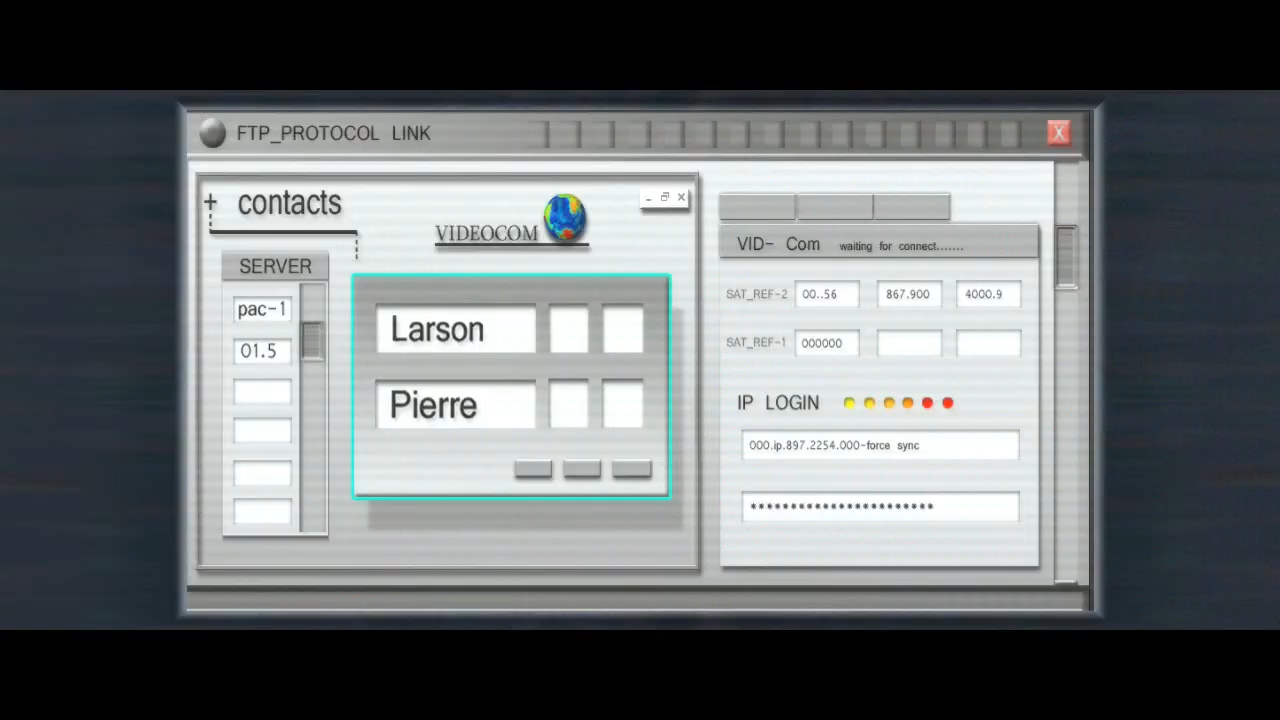 FTP_PROTOCOL LINK
X
+ contacts
VIDEOCOM
SERVER
pac-1
01.5
Larson
Pierre
VID- Com waiting for connect.......
SAT_REF-2 00..56 867.900 4000.9
SAT_REF-1 000000
IP LOGIN
000.ip.897.2254.000-force sync
***********************